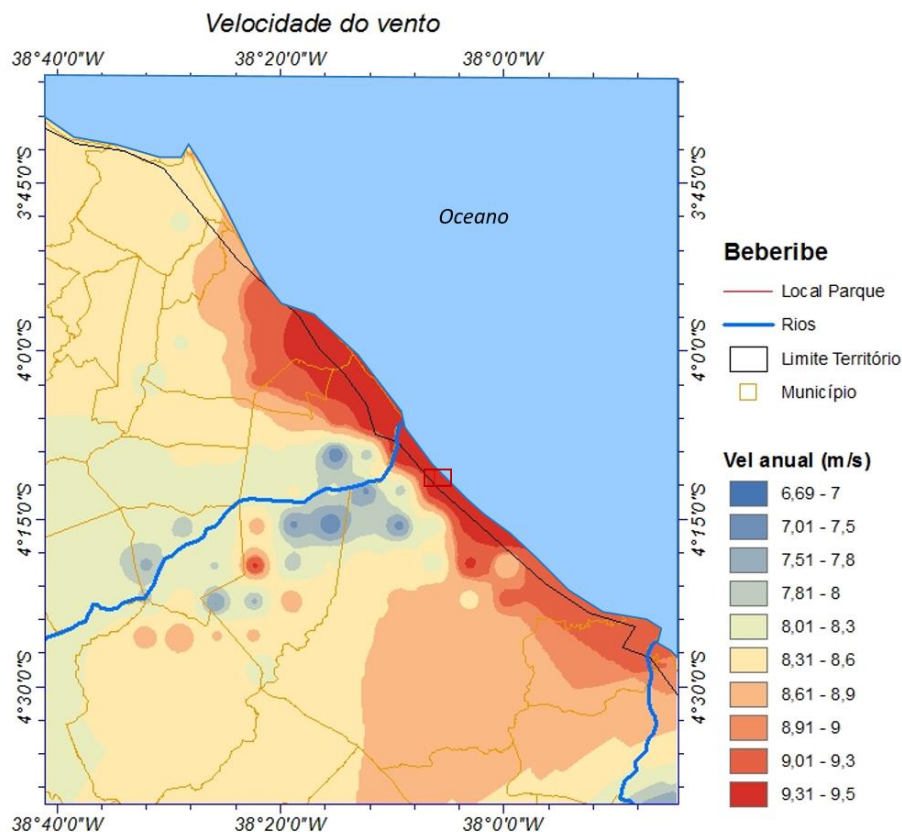 Velocidade do vento
38°40'0"W 38°20'0"W 38°0'0"W
3°45'0"S
4°0'0"S
4°15'0"S
4°30'0"S
3°45'0"S
4°0'0"S
4°15'0"S
4°30'0"S
Oceano
38°40'0"W 38°20'0"W 38°0'0"W
Beberibe
Local Parque
Rios
Limite Território
Município
Vel anual (m/s)
6,69 - 7
7,01 - 7,5
7,51 - 7,8
7,81 - 8
8,01 - 8,3
8,31 - 8,6
8,61 - 8,9
8,91 - 9
9,01 - 9,3
9,31 - 9,5